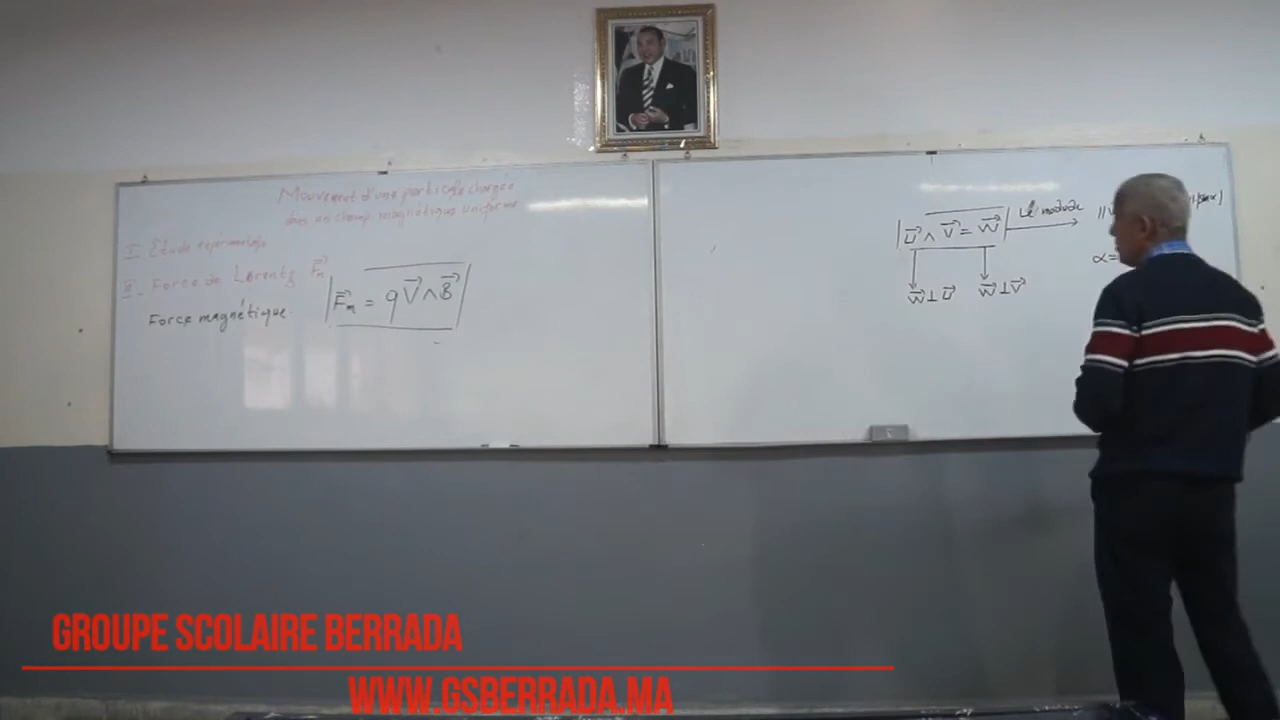 Mouvement d'une particule chargée
dans un champ magnétique uniforme
I. Etude expérimentale
II - Force de Lorentz F⃗m
Force magnétique. F⃗m = q V⃗ ∧ B⃗
U⃗ ∧ V⃗ = W⃗ Le module
α=
W⃗ ⊥ U⃗ W⃗ ⊥ V⃗
GROUPE SCOLAIRE BERRADA
WWW.GSBERRADA.MA